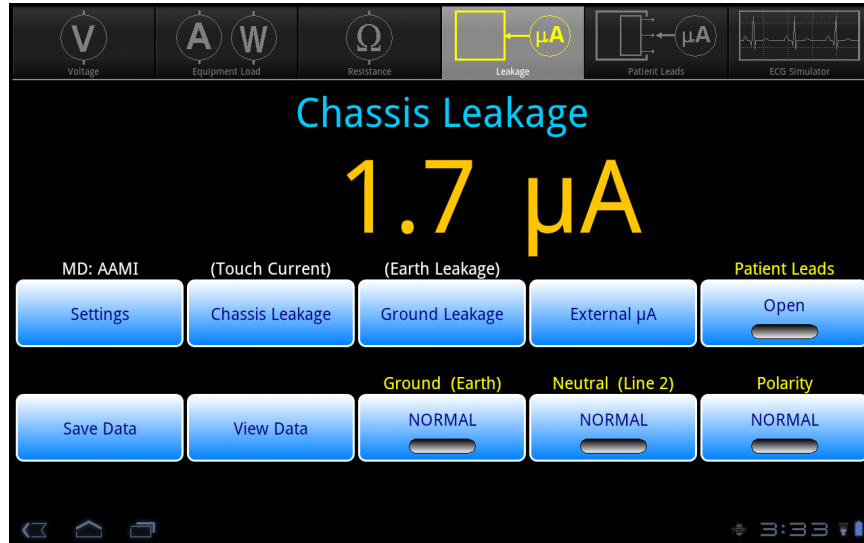 V A W Ω µA µA
Voltage Equipment Load Resistance Leakage Patient Leads ECG Simulator
Chassis Leakage
1.7 µA
MD: AAMI (Touch Current) (Earth Leakage) Patient Leads
Settings Chassis Leakage Ground Leakage External µA Open
Ground (Earth) Neutral (Line 2) Polarity
Save Data View Data NORMAL NORMAL NORMAL
3:33